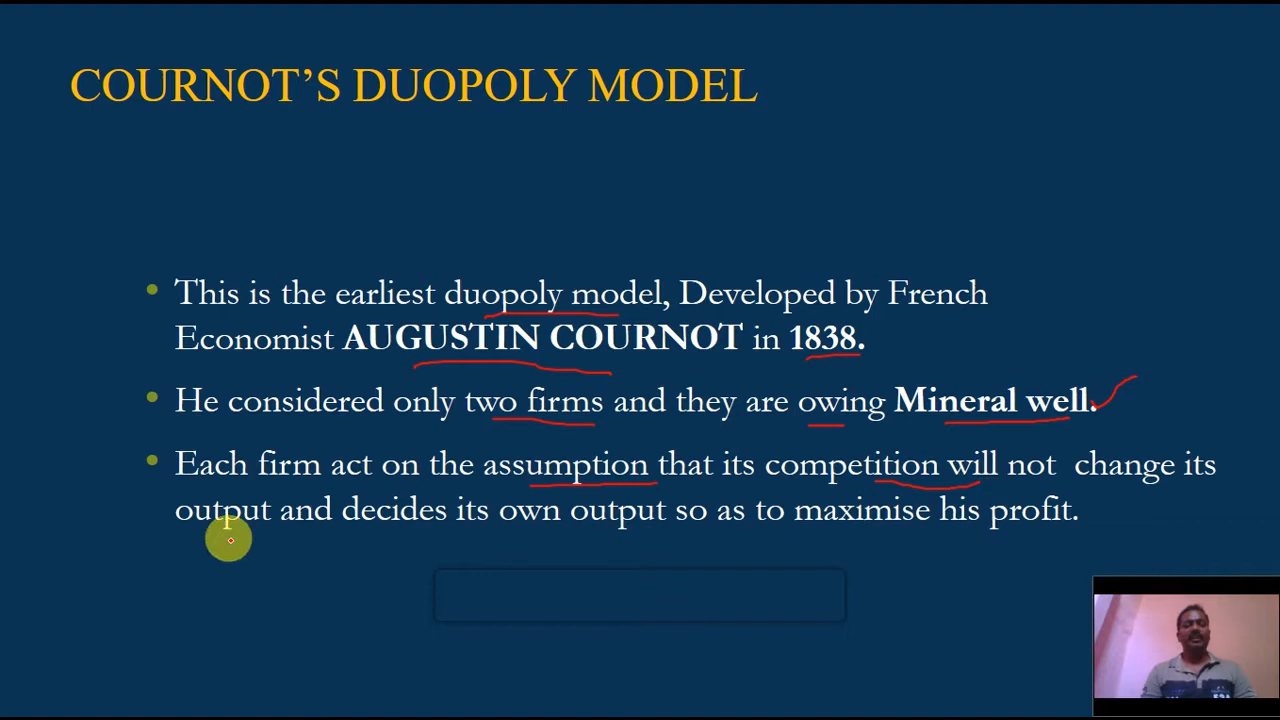 COURNOT’S DUOPOLY MODEL
• This is the earliest duopoly model, Developed by French
Economist AUGUSTIN COURNOT in 1838.
• He considered only two firms and they are owing Mineral well.
• Each firm act on the assumption that its competition will not change its
output and decides its own output so as to maximise his profit.